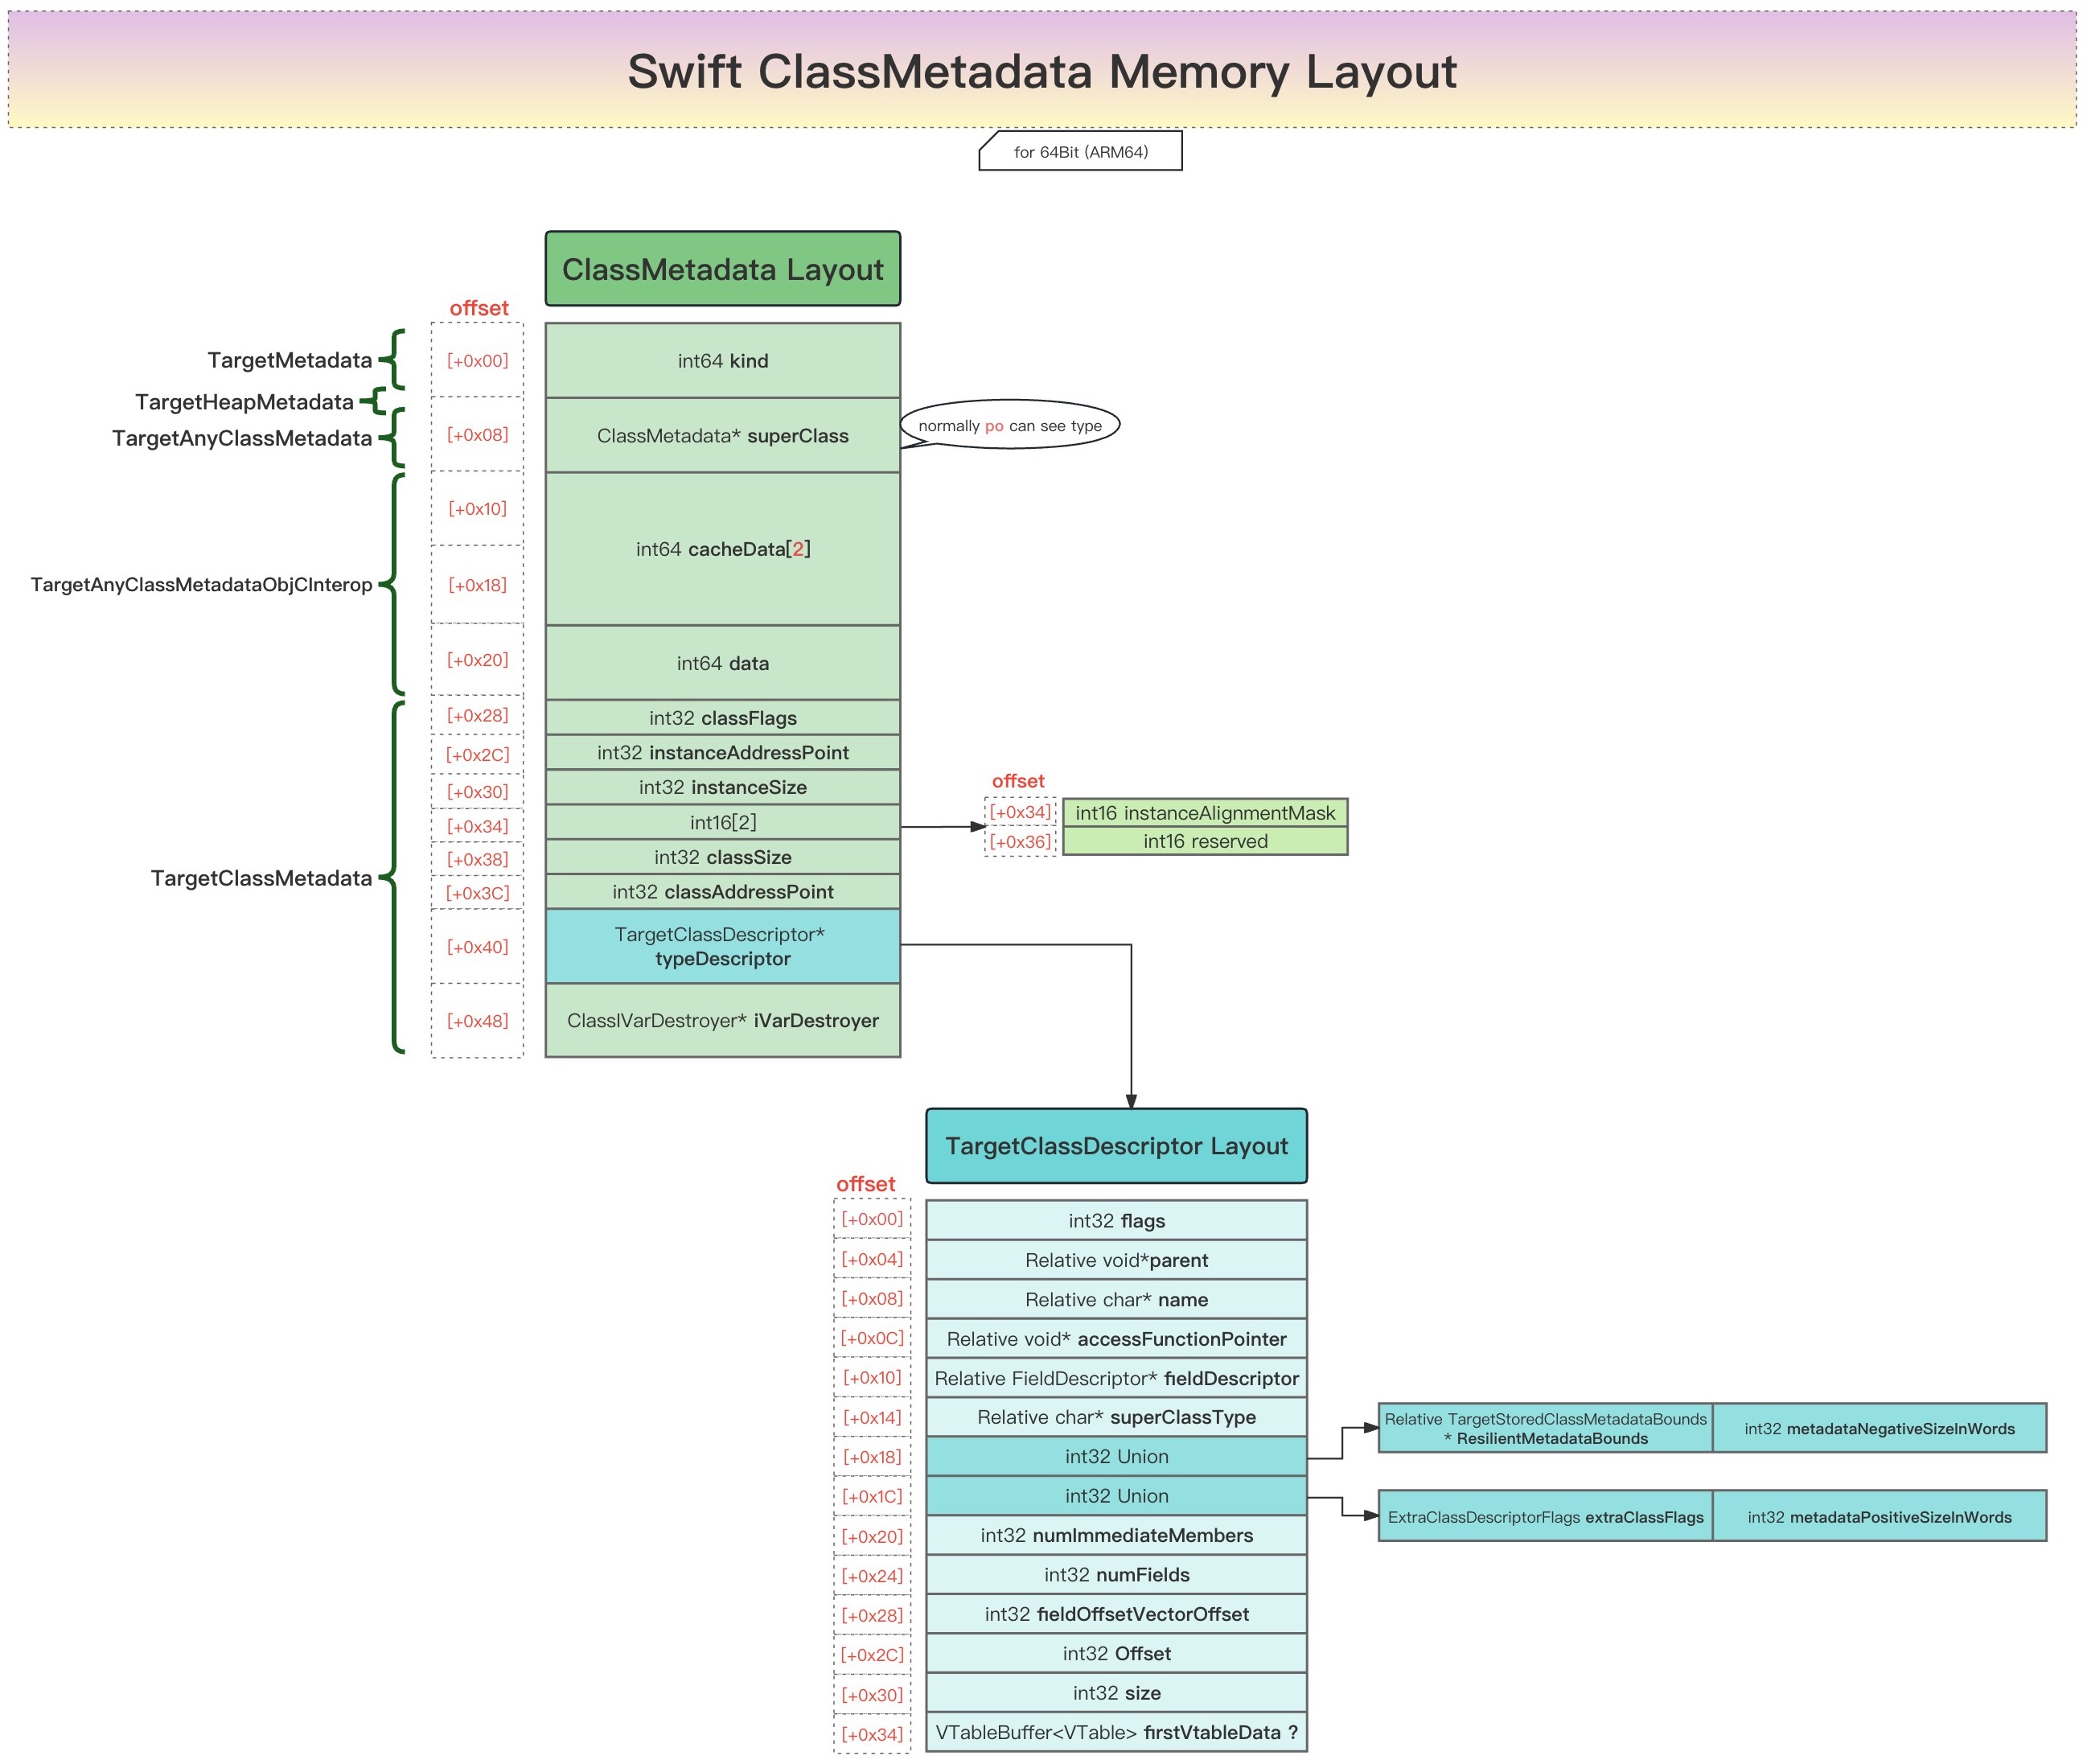 Swift ClassMetadata Memory Layout
for 64Bit (ARM64)
ClassMetadata Layout
offset
TargetMetadata
[+0x00]
int64 kind
TargetHeapMetadata
TargetAnyClassMetadata
[+0x08]
ClassMetadata* superClass
normally po can see type
TargetAnyClassMetadataObjCInterop
[+0x10]
[+0x18]
int64 cacheData[2]
[+0x20]
int64 data
TargetClassMetadata
[+0x28]
int32 classFlags
[+0x2C]
int32 instanceAddressPoint
[+0x30]
int32 instanceSize
[+0x34]
int16[2]
offset
[+0x34]
int16 instanceAlignmentMask
[+0x36]
int16 reserved
[+0x38]
int32 classSize
[+0x3C]
int32 classAddressPoint
[+0x40]
TargetClassDescriptor*
typeDescriptor
[+0x48]
ClassIVarDestroyer* iVarDestroyer
TargetClassDescriptor Layout
offset
[+0x00]
int32 flags
[+0x04]
Relative void*parent
[+0x08]
Relative char* name
[+0x0C]
Relative void* accessFunctionPointer
[+0x10]
Relative FieldDescriptor* fieldDescriptor
[+0x14]
Relative char* superClassType
[+0x18]
int32 Union
Relative TargetStoredClassMetadataBounds
* ResilientMetadataBounds
int32 metadataNegativeSizeInWords
[+0x1C]
int32 Union
ExtraClassDescriptorFlags extraClassFlags
int32 metadataPositiveSizeInWords
[+0x20]
int32 numImmediateMembers
[+0x24]
int32 numFields
[+0x28]
int32 fieldOffsetVectorOffset
[+0x2C]
int32 Offset
[+0x30]
int32 size
[+0x34]
VTableBuffer<VTable> firstVtableData ?